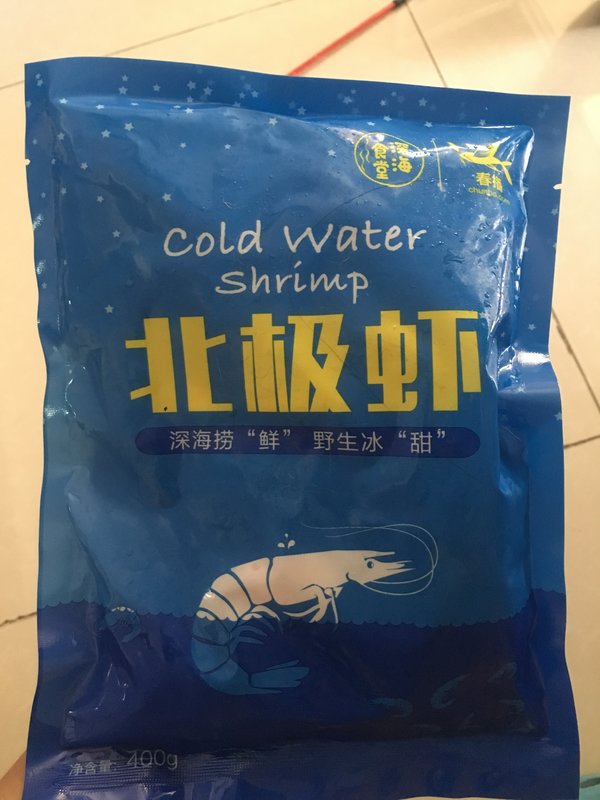 深海
食堂
春播
Cold Water
Shrimp
北极虾
深海捞“鲜” 野生冰“甜”
净含量: 400g